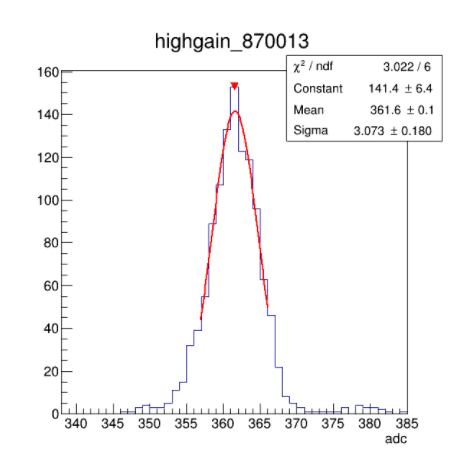 highgain_870013
χ² / ndf 3.022 / 6
Constant 141.4 ± 6.4
Mean 361.6 ± 0.1
Sigma 3.073 ± 0.180
160
140
120
100
80
60
40
20
0
340 345 350 355 360 365 370 375 380 385
adc